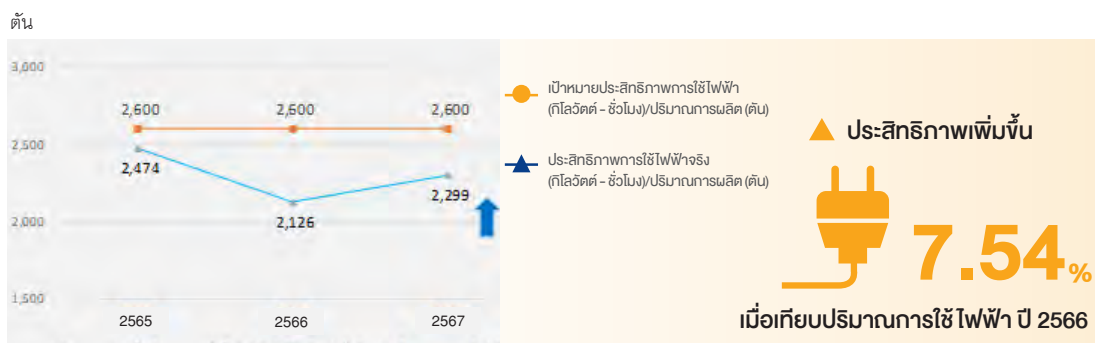 ตัน
3,000
2,500
2,000
1,500
2,600
2,600
2,600
2,474
2,126
2,299
2565
2566
2567
เป้าหมายประสิทธิภาพการใช้ไฟฟ้า
(กิโลวัตต์ - ชั่วโมง)/ปริมาณการผลิต (ตัน)
ประสิทธิภาพการใช้ไฟฟ้าจริง
(กิโลวัตต์ - ชั่วโมง)/ปริมาณการผลิต (ตัน)
ประสิทธิภาพเพิ่มขึ้น
7.54%
เมื่อเทียบปริมาณการใช้ไฟฟ้า ปี 2566